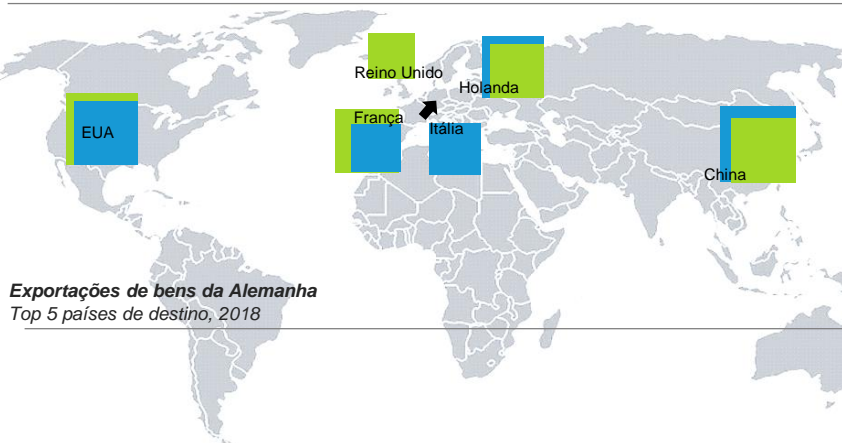 Reino Unido
Holanda
França
Itália
EUA
China
Exportações de bens da Alemanha
Top 5 países de destino, 2018